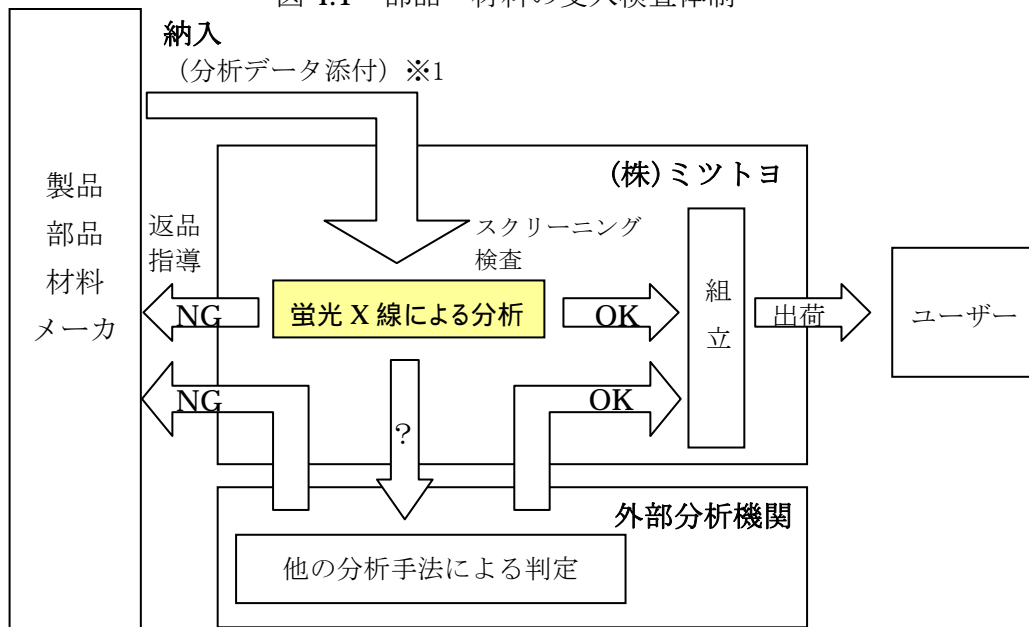 図 4.1 部品・材料の受入検査体制
納入
（分析データ添付）※1
(株)ミツトヨ
製品
部品
材料
メーカ
返品
指導
スクリーニング
検査
NG
蛍光 X 線による分析
OK
組
立
出荷
ユーザー
NG
?
OK
外部分析機関
他の分析手法による判定